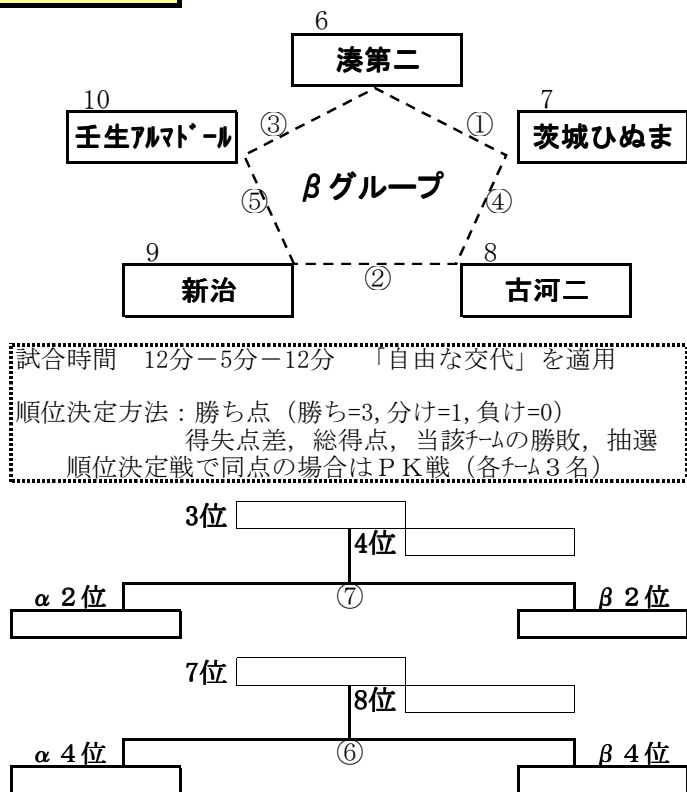 6
湊第二
10
壬生ｱﾙﾏﾄﾞｰﾙ
③
①
7
茨城ひぬま
βグループ
⑤
④
9
新治
②
8
古河二
試合時間　12分－5分－12分　「自由な交代」を適用
順位決定方法：勝ち点（勝ち=3,分け=1,負け=0）
得失点差，総得点，当該ﾁｰﾑの勝敗，抽選
順位決定戦で同点の場合はＰＫ戦（各ﾁｰﾑ３名）
3位
4位
α２位
⑦
β２位
7位
8位
α４位
⑥
β４位